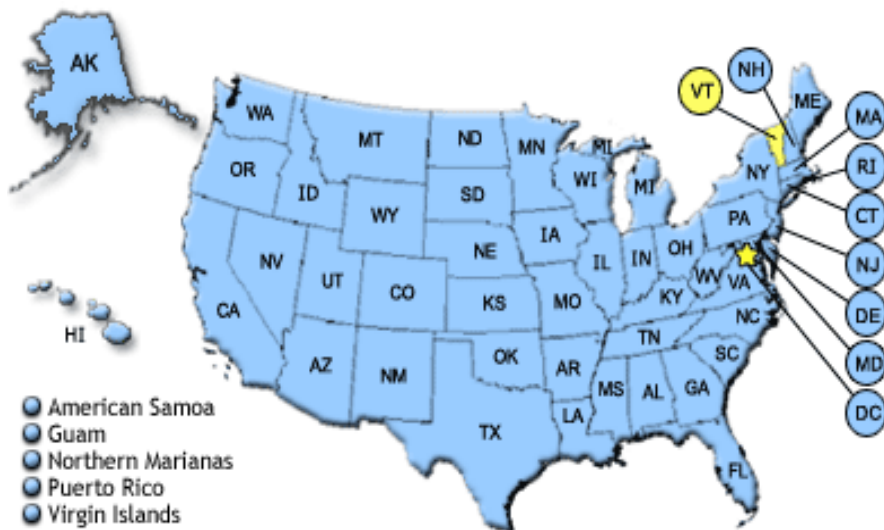 AK
VT
NH
WA
MT
ND
MN
MI
ME
MA
OR
ID
SD
WI
MI
NY
RI
WY
CT
IA
PA
NV
UT
NE
IL
IN
OH
NJ
CA
CO
KS
MO
WV
VA
KY
DE
HI
NC
TN
AZ
NM
OK
AR
SC
MD
MS
AL
GA
DC
TX
LA
FL
American Samoa
Guam
Northern Marianas
Puerto Rico
Virgin Islands